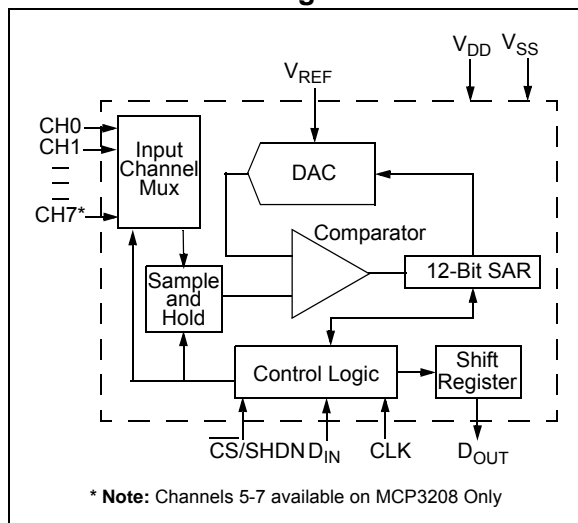 V_DD V_SS
V_REF
CH0
CH1
CH7*
Input
Channel
Mux
DAC
Comparator
12-Bit SAR
Sample
and
Hold
Control Logic
Shift
Register
C̅S̅/SHDN D_IN CLK D_OUT
* Note: Channels 5-7 available on MCP3208 Only